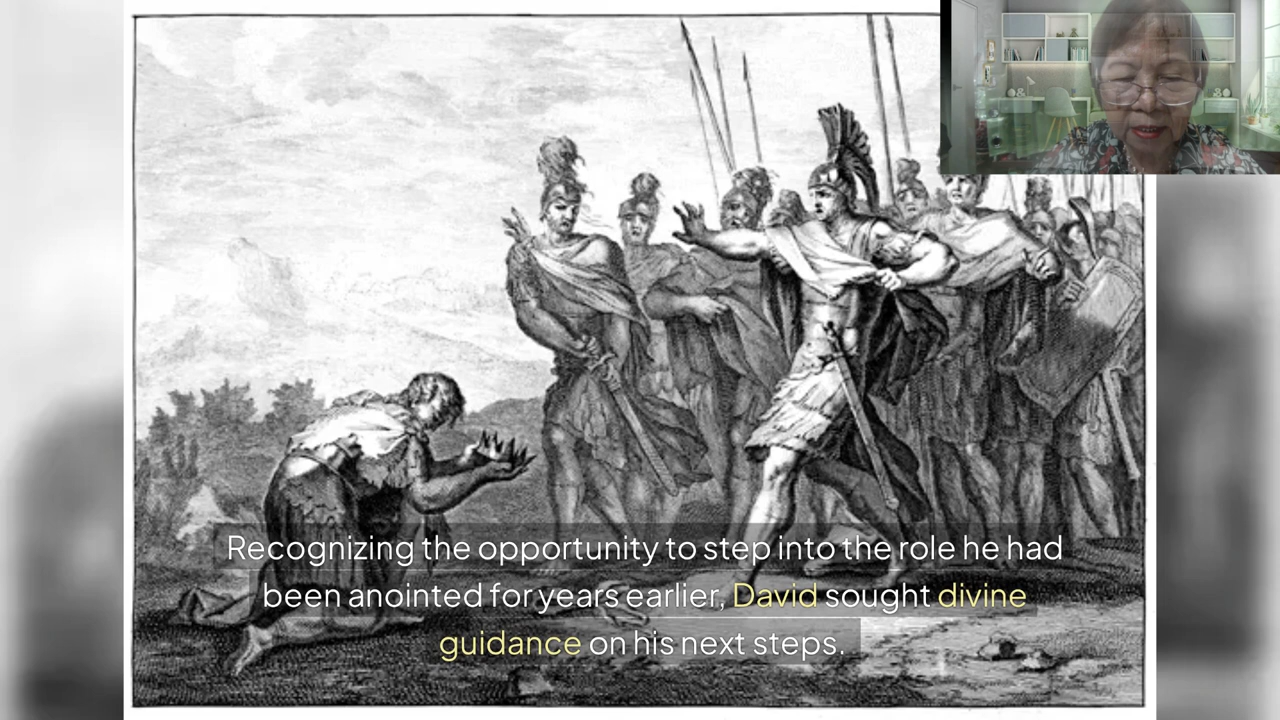 Recognizing the opportunity to step into the role he had
been anointed for years earlier, David sought divine
guidance on his next steps.